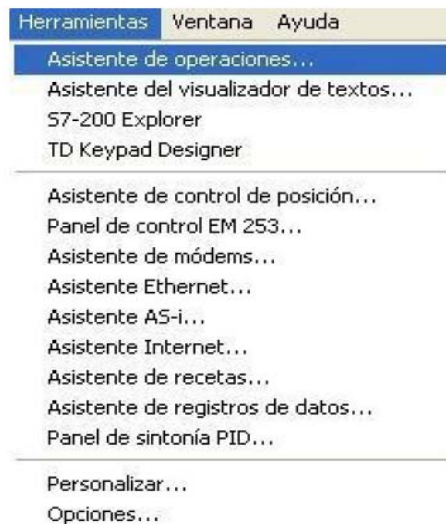 Herramientas Ventana Ayuda
Asistente de operaciones...
Asistente del visualizador de textos...
S7-200 Explorer
TD Keypad Designer
Asistente de control de posición...
Panel de control EM 253...
Asistente de módems...
Asistente Ethernet...
Asistente AS-i...
Asistente Internet...
Asistente de recetas...
Asistente de registros de datos...
Panel de sintonía PID...
Personalizar...
Opciones...